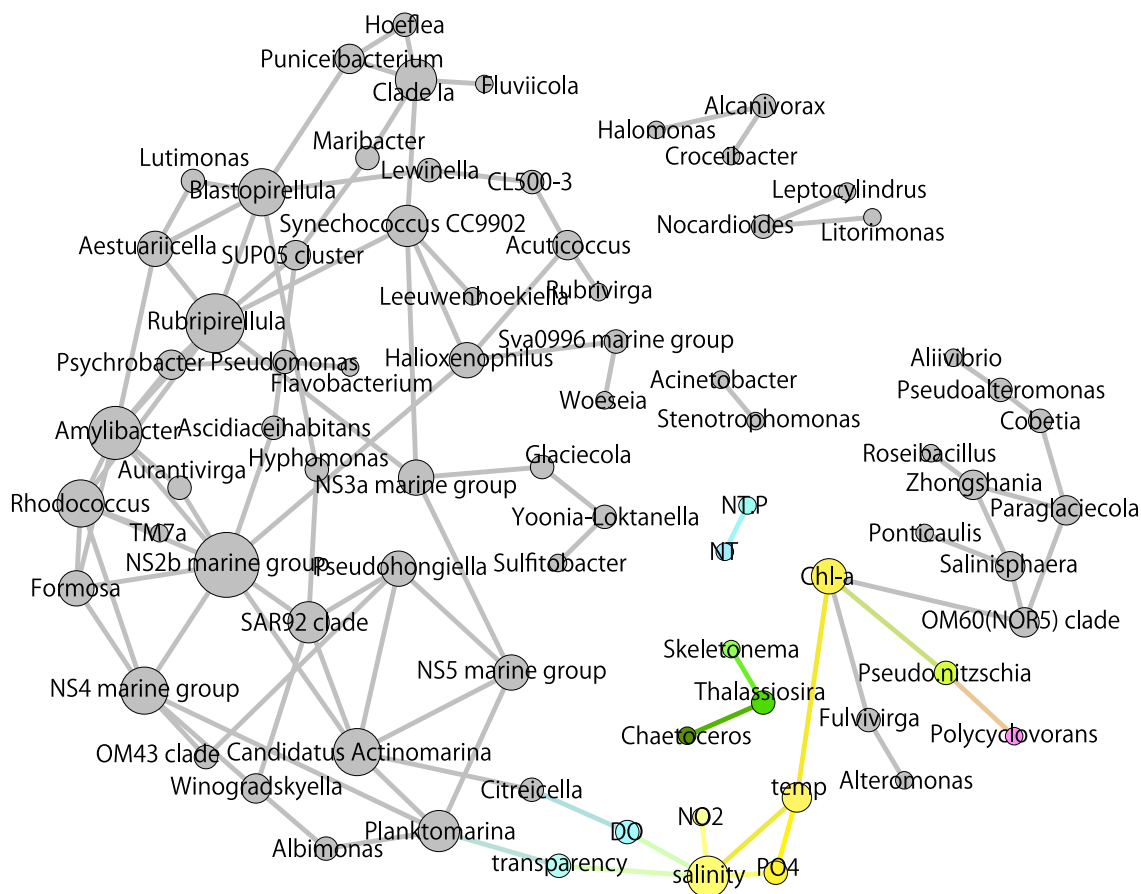 Hoeflea
Puniceibacterium
Clade Ia
Fluviicola
Alcanivorax
Halomonas
Croceibacter
Maribacter
Lutimonas
Lewinella
CL500-3
Blastopirellula
Leptocylindrus
Nocardioides
Litorimonas
Synechococcus CC9902
Aestuariicella
SUP05 cluster
Acuticoccus
Leeuwenhoekiella
Rubrivirga
Rubripirellula
Sva0996 marine group
Psychrobacter
Pseudomonas
Halioxenophilus
Flavobacterium
Aliivibrio
Acinetobacter
Pseudoalteromonas
Woeseia
Stenotrophomonas
Cobetia
Amylibacter
Ascidiaceihabitans
Glaciecola
Roseibacillus
Aurantivirga
Hyphomonas
NS3a marine group
Zhongshania
Rhodococcus
Paraglaciecola
NT.P
Yoonia-Loktanella
TM7a
Ponticaulis
NT
NS2b marine group
Pseudohongiella
Sulfitobacter
Salinisphaera
Chl-a
Formosa
SAR92 clade
OM60(NOR5) clade
Skeletonema
NS5 marine group
Pseudo.nitzschia
NS4 marine group
Thalassiosira
Fulvivirga
Chaetoceros
Polycyclovorans
OM43 clade
Candidatus Actinomarina
Winogradskyella
Citreicella
Alteromonas
temp
NO2
Planktomarina
DO
Albimonas
transparency
salinity
PO4